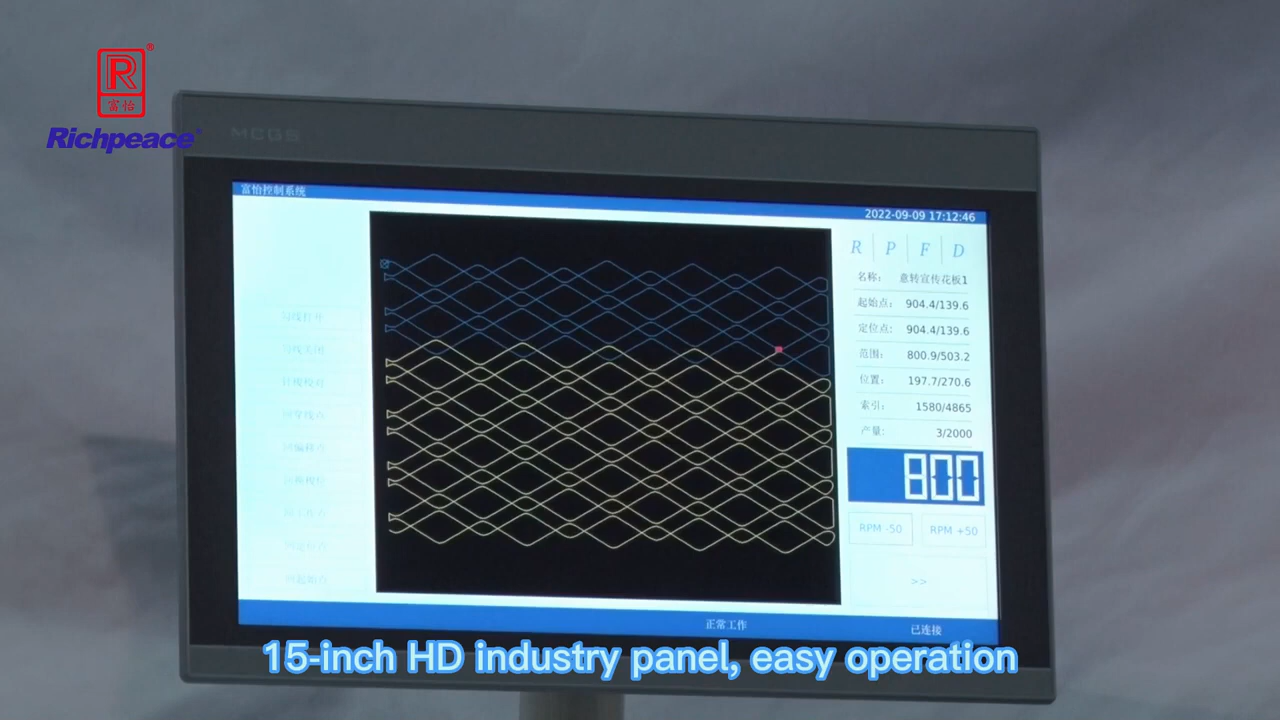 R®
富怡
Richpeace
MCGS
富怡控制系统
2022-09-09 17:12:46
R P F D
名称: 意转宣传花板1
起始点: 904.4/139.6
定位点: 904.4/139.6
范围: 800.9/503.2
位置: 197.7/270.6
索引: 1580/4865
产量: 3/2000
800
RPM -50 RPM +50
>>
正常工作 已连接
15-inch HD industry panel, easy operation